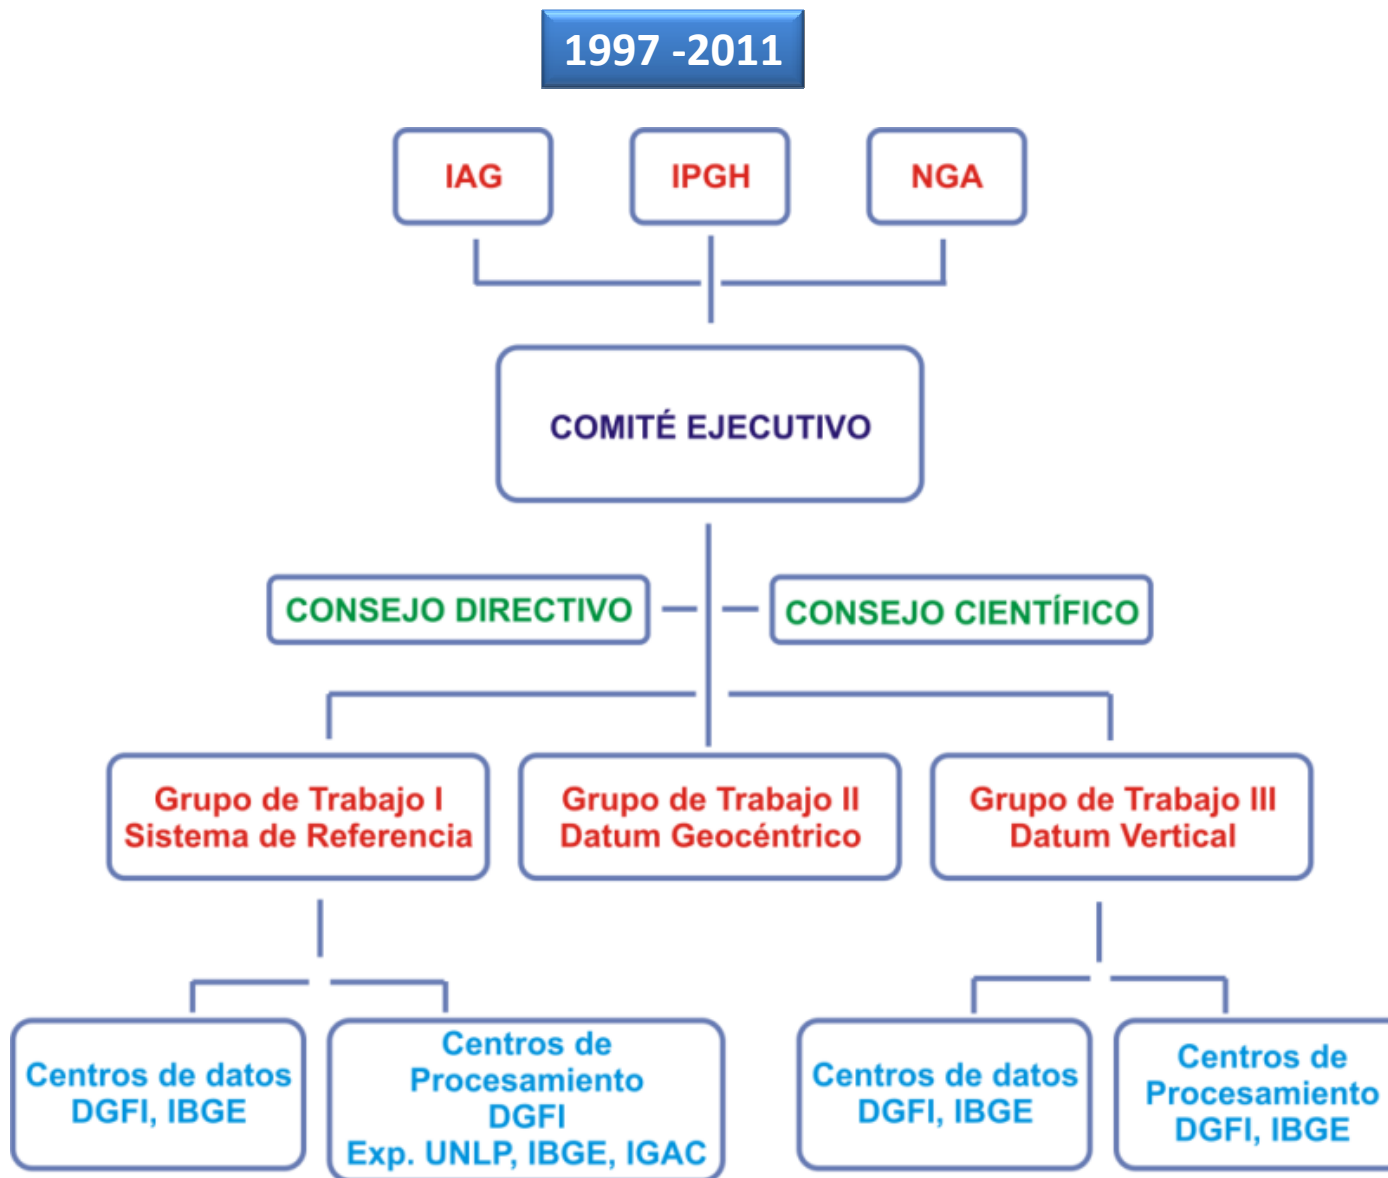 1997 -2011
IAG
IPGH
NGA
COMITÉ EJECUTIVO
CONSEJO DIRECTIVO
CONSEJO CIENTÍFICO
Grupo de Trabajo I
Sistema de Referencia
Grupo de Trabajo II
Datum Geocéntrico
Grupo de Trabajo III
Datum Vertical
Centros de datos
DGFI, IBGE
Centros de
Procesamiento
DGFI
Exp. UNLP, IBGE, IGAC
Centros de datos
DGFI, IBGE
Centros de
Procesamiento
DGFI, IBGE